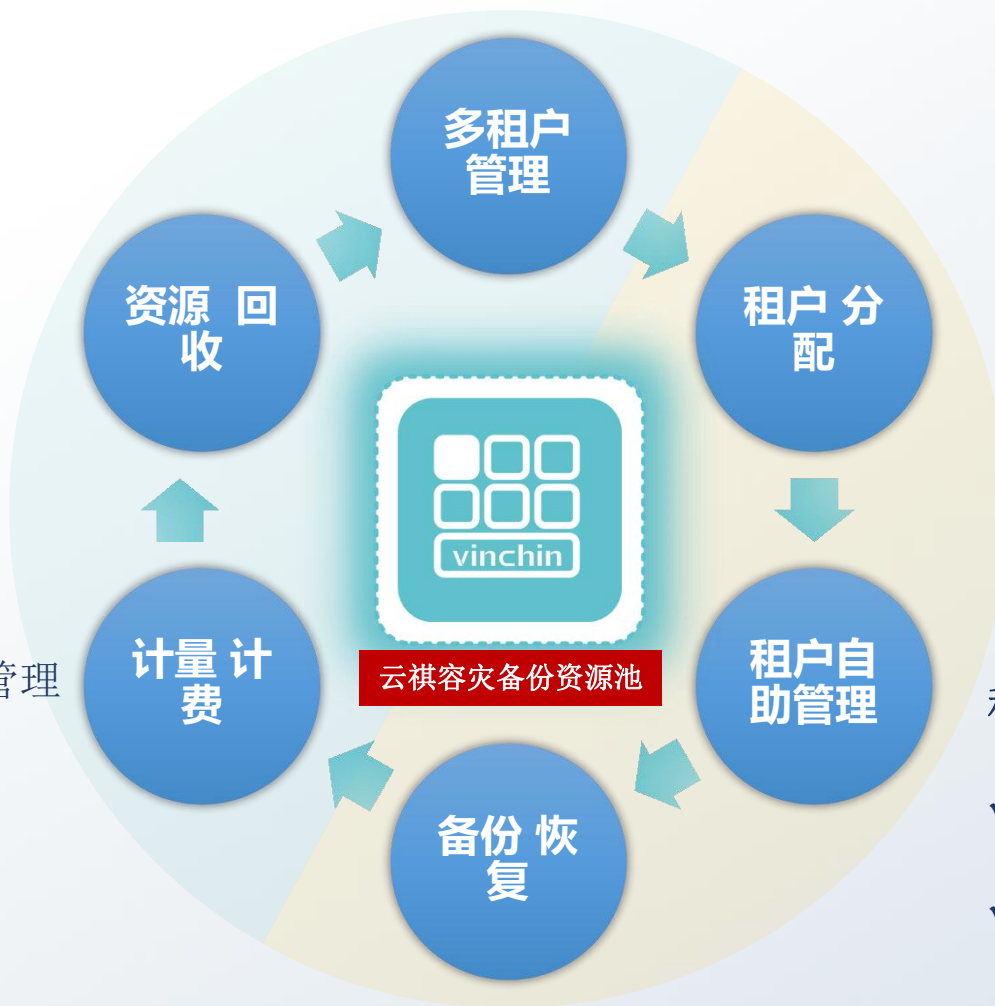 多租户
管理
资源 回
收
租户 分
配
vinchin
云祺容灾备份资源池
管理
计量 计
费
租户自
助管理
备份 恢
复